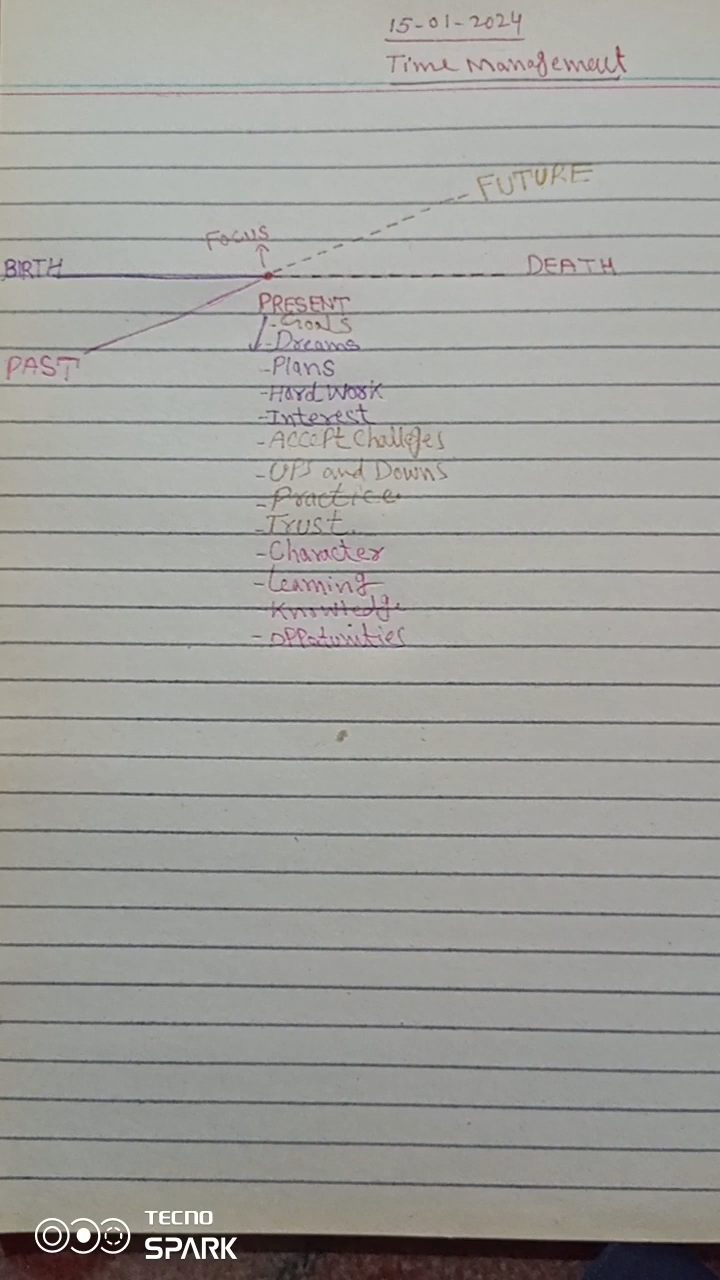 15-01-2024
Time Management
FUTURE
FOCUS
BIRTH
DEATH
PRESENT
PAST
- Goals
- Dreams
- Plans
- Hard Work
- Interest
- Accept Challges
- UPS and Downs
- Practice.
- Trust.
- Character
- Learning
- Knowledge
- OPPotunities
TECNO
SPARK